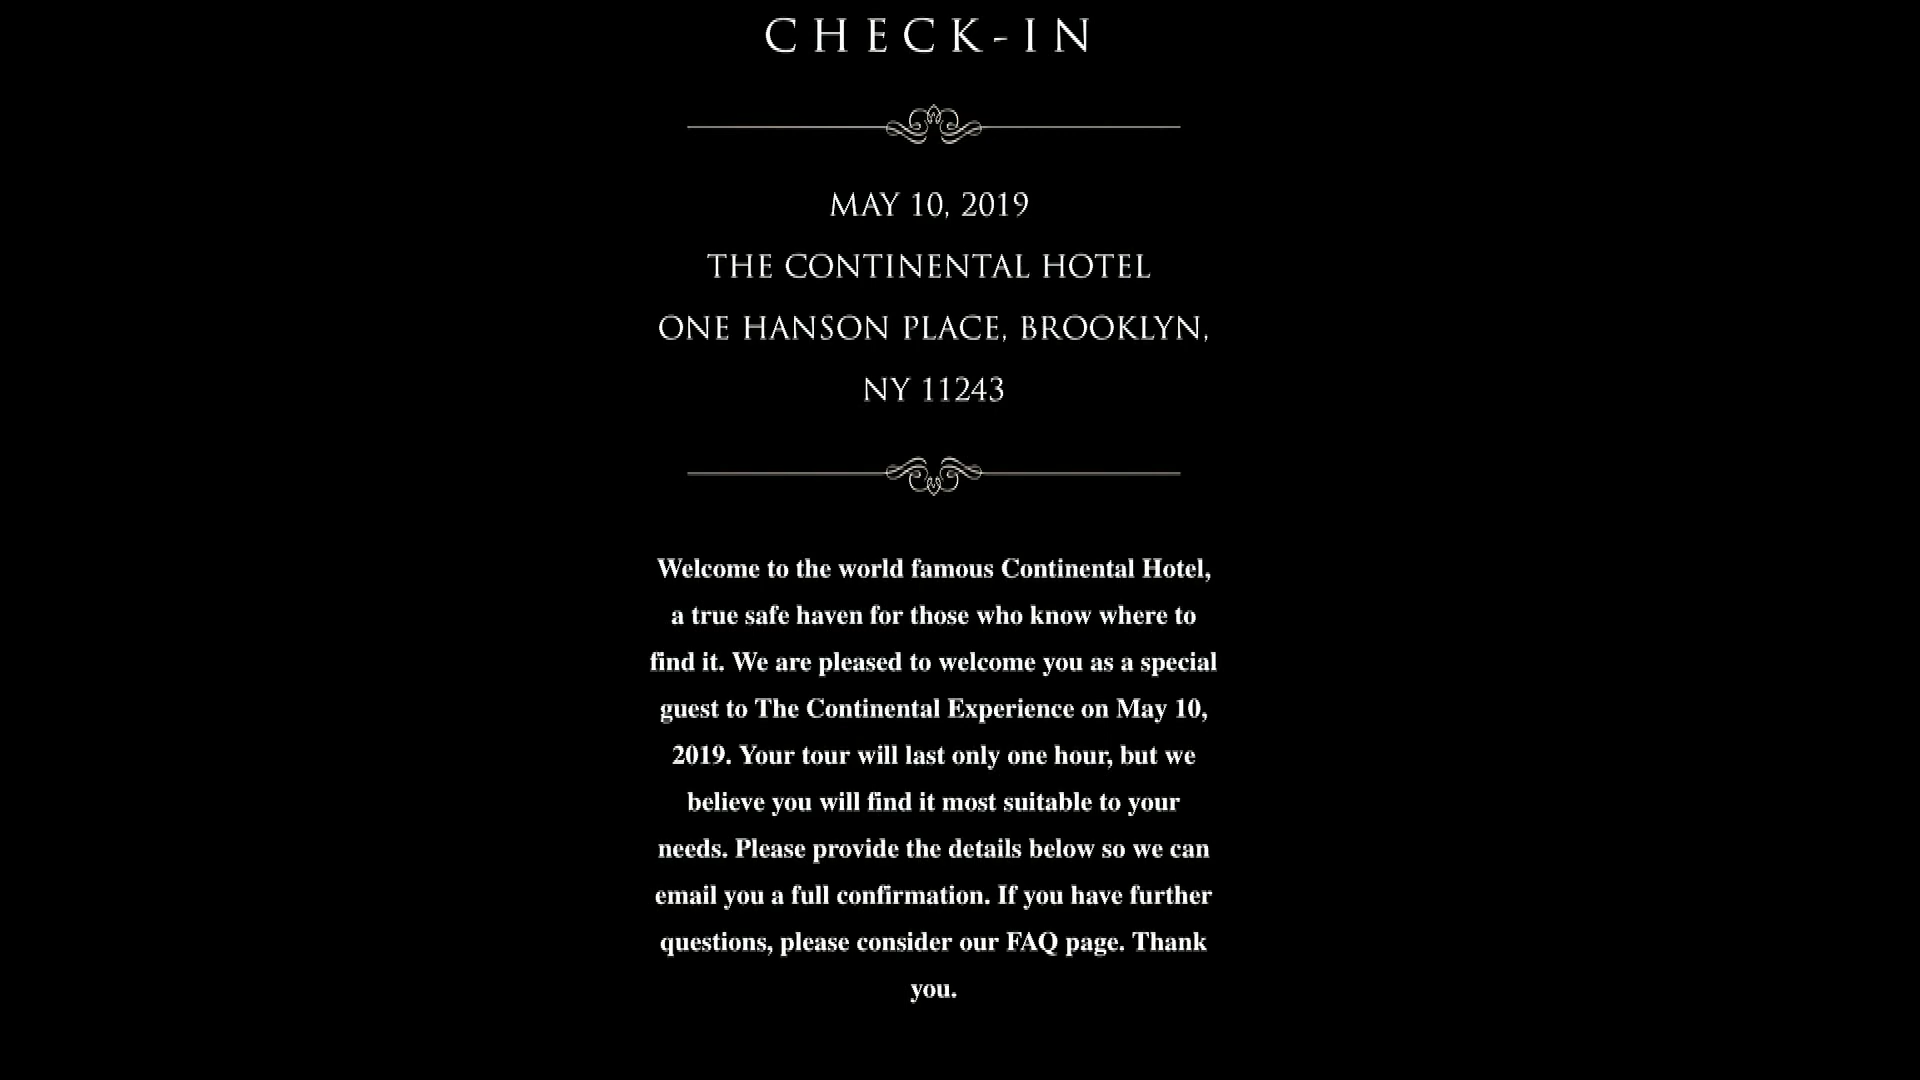 CHECK-IN
MAY 10, 2019
THE CONTINENTAL HOTEL
ONE HANSON PLACE, BROOKLYN,
NY 11243
Welcome to the world famous Continental Hotel,
a true safe haven for those who know where to
find it. We are pleased to welcome you as a special
guest to The Continental Experience on May 10,
2019. Your tour will last only one hour, but we
believe you will find it most suitable to your
needs. Please provide the details below so we can
email you a full confirmation. If you have further
questions, please consider our FAQ page. Thank
you.